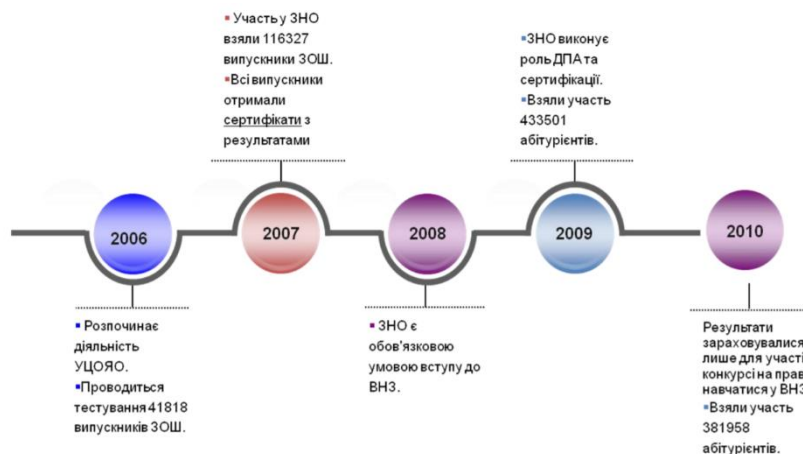 ▪ Участь у ЗНО
взяли 116327
випускники ЗОШ.
▪Всі випускники
отримали
сертифікати з
результатами
▪ЗНО виконує
роль ДПА та
сертифікації.
▪Взяли участь
433501
абітурієнтів.
2006
2007
2008
2009
2010
▪ Розпочинає
діяльність
УЦОЯО.
▪Проводиться
тестування 41818
випускників ЗОШ.
▪ ЗНО є
обов'язковою
умовою вступу до
ВНЗ.
Результати
зараховувалися
лише для участі
конкурсі на прав
навчатися у ВНЗ
▪Взяли участь
381958
абітурієнтів.